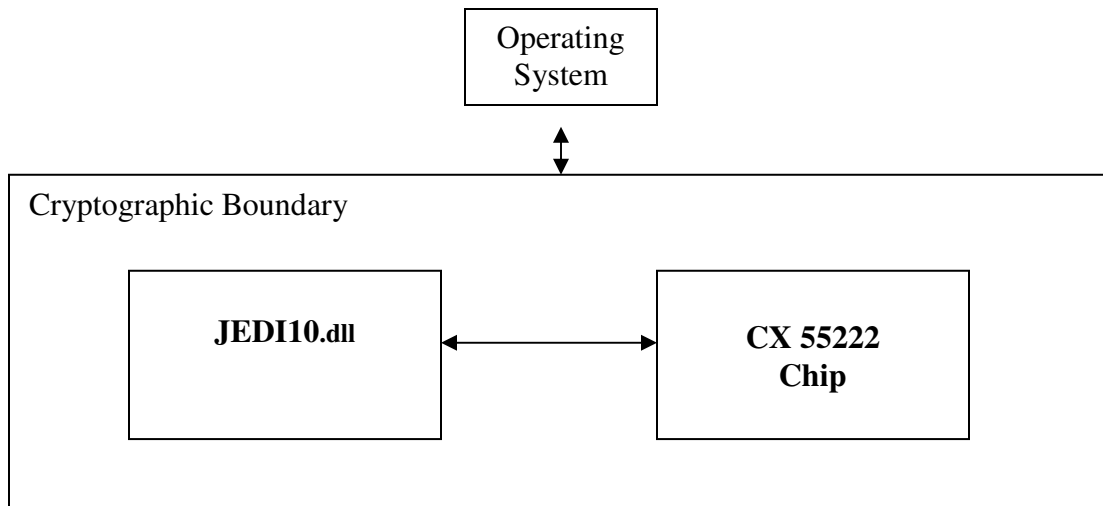 Operating
System
Cryptographic Boundary
JEDI10.dll
CX 55222
Chip